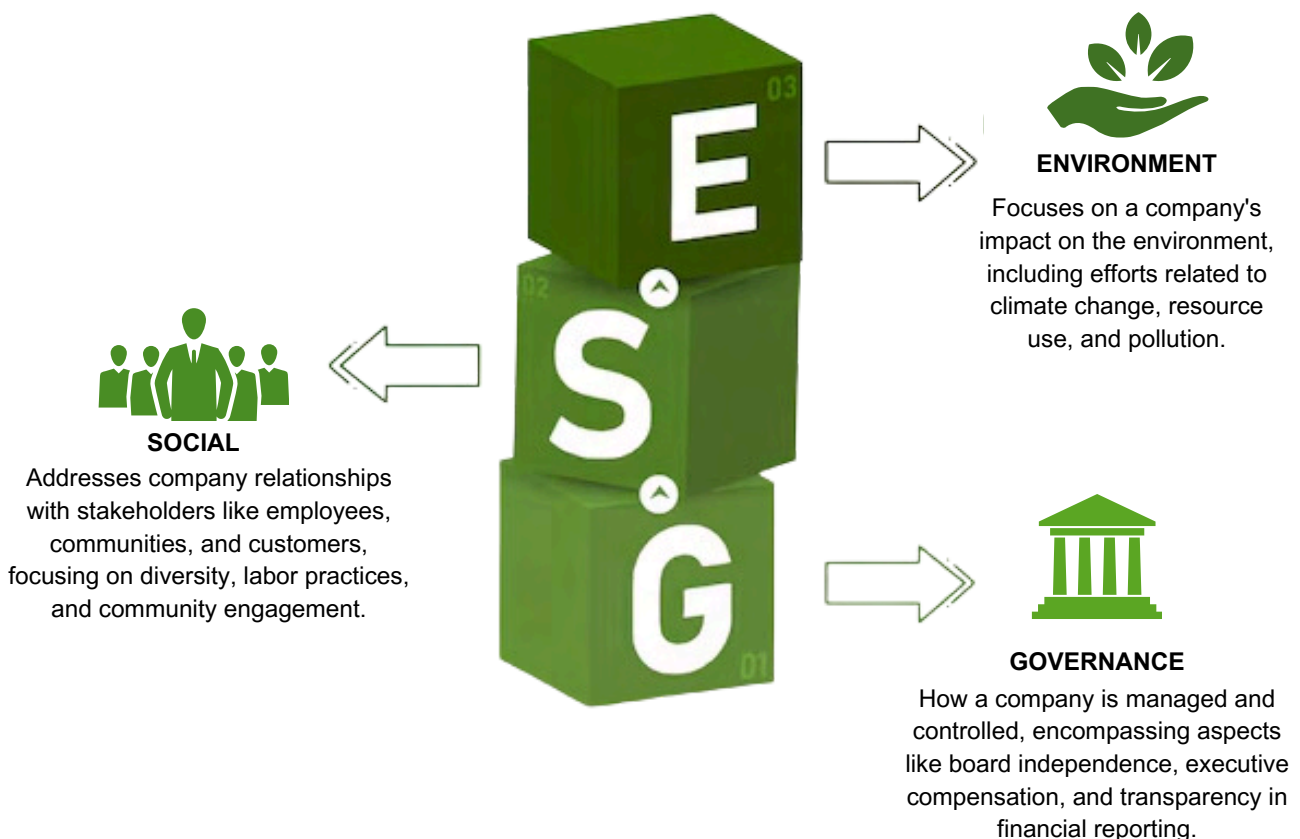 E
03
ENVIRONMENT
Focuses on a company's
impact on the environment,
including efforts related to
climate change, resource
use, and pollution.
02
S
SOCIAL
Addresses company relationships
with stakeholders like employees,
communities, and customers,
focusing on diversity, labor practices,
and community engagement.
G
01
GOVERNANCE
How a company is managed and
controlled, encompassing aspects
like board independence, executive
compensation, and transparency in
financial reporting.